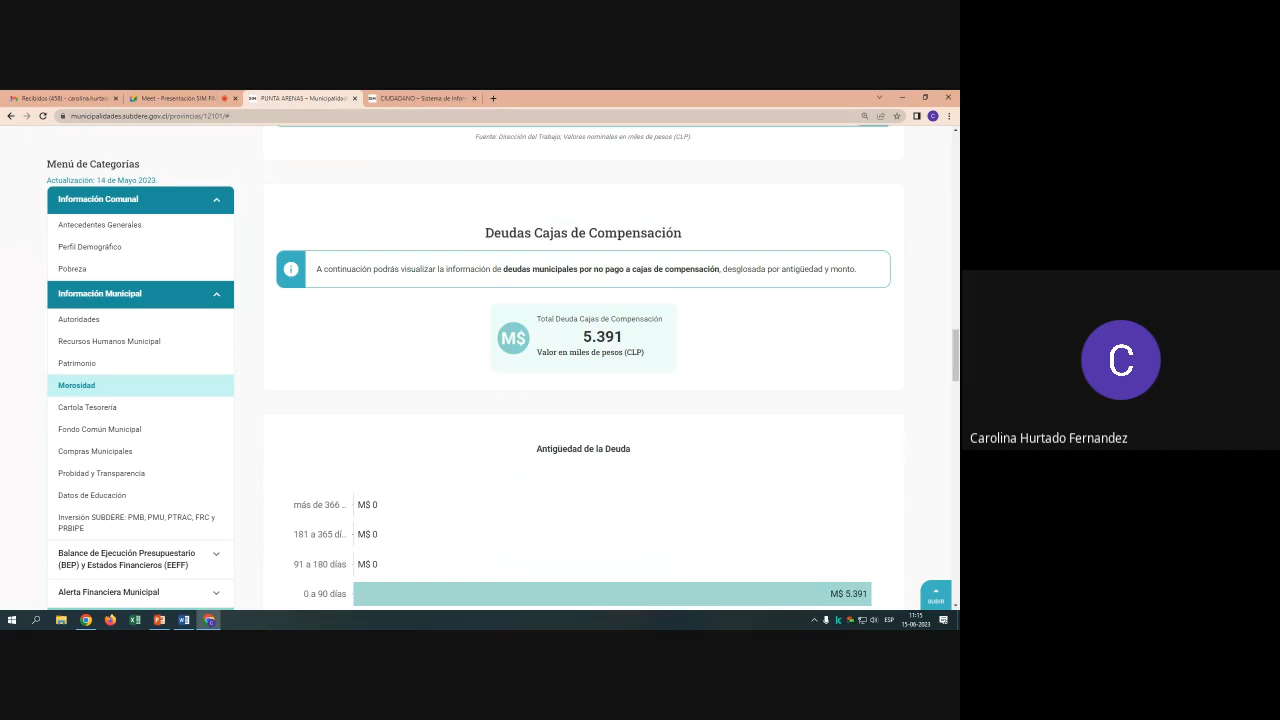 Recibidos (458) - carolina.hurtad
Meet - Presentación SIM FI
SIM PUNTA ARENAS – Municipalidad
SIM CIUDADANO – Sistema de Infor
municipalidades.subdere.gov.cl/provincias/12101/#
C
Fuente: Dirección del Trabajo; Valores nominales en miles de pesos (CLP).
Menú de Categorías
Actualización: 14 de Mayo 2023.
Información Comunal
Antecedentes Generales
Perfil Demográfico
Pobreza
Información Municipal
Autoridades
Recursos Humanos Municipal
Patrimonio
Morosidad
Cartola Tesorería
Fondo Común Municipal
Compras Municipales
Probidad y Transparencia
Datos de Educación
Inversión SUBDERE: PMB, PMU, PTRAC, FRC y
PRBIPE
Balance de Ejecución Presupuestario
(BEP) y Estados Financieros (EEFF)
Alerta Financiera Municipal
Deudas Cajas de Compensación
A continuación podrás visualizar la información de deudas municipales por no pago a cajas de compensación, desglosada por antigüedad y monto.
M$
Total Deuda Cajas de Compensación
5.391
Valor en miles de pesos (CLP)
Antigüedad de la Deuda
más de 366 ..
M$ 0
181 a 365 dí..
M$ 0
91 a 180 días
M$ 0
0 a 90 días
M$ 5.391
SUBIR
ESP
11:15
15-06-2023
C
Carolina Hurtado Fernandez